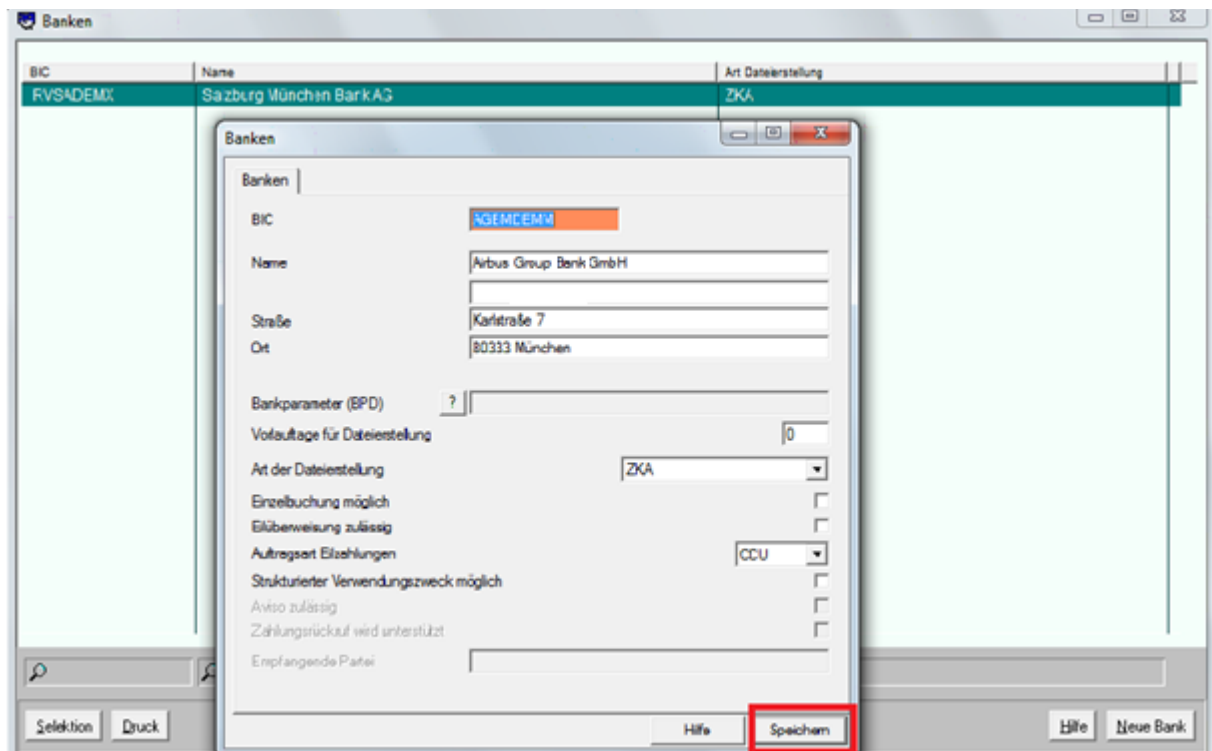 Banken
BIC Name Art Dateierstellung
RVSADEMX Salzburg München Bank AG ZKA
Banken
Banken
BIC AGEMDEMM
Name Airbus Group Bank GmbH
Straße Karlstraße 7
Ort 80333 München
Bankparameter (BPD) ?
Vorlauftage für Dateierstellung 0
Art der Dateierstellung ZKA
Einzelbuchung möglich
Eilüberweisung zulässig
Auftragsart Eilzahlungen CCU
Strukturierter Verwendungszweck möglich
Aviso zulässig
Zahlungsrückruf wird unterstützt
Empfangende Partei
Hilfe Speichern
Selektion Druck Hilfe Neue Bank